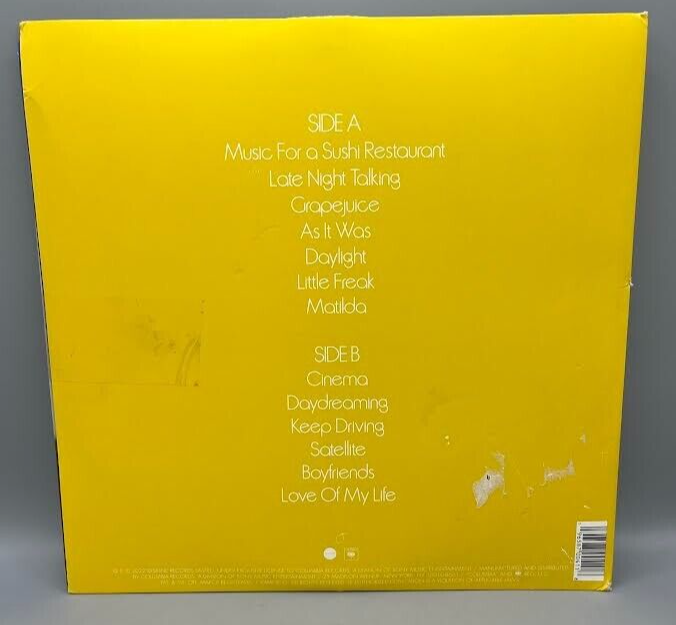 SIDE A
Music For a Sushi Restaurant
Late Night Talking
Grapejuice
As It Was
Daylight
Little Freak
Matilda
SIDE B
Cinema
Daydreaming
Keep Driving
Satellite
Boyfriends
Love Of My Life